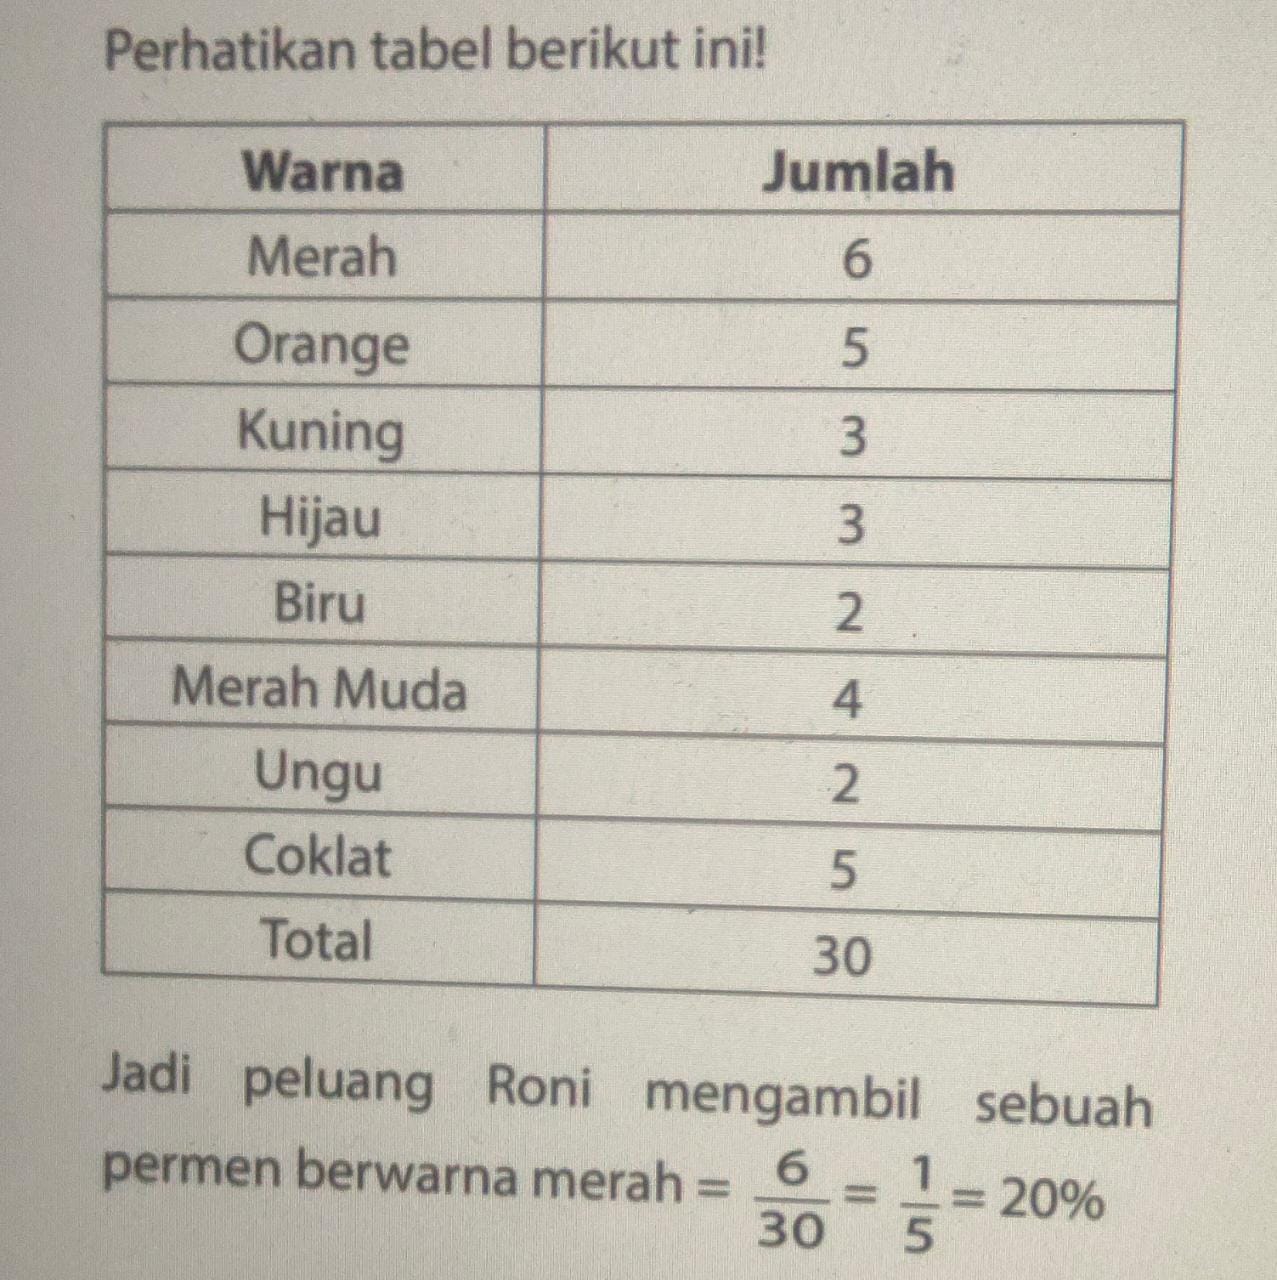 Perhatikan tabel berikut ini!
Warna Jumlah
Merah 6
Orange 5
Kuning 3
Hijau 3
Biru 2
Merah Muda 4
Ungu 2
Coklat 5
Total 30
Jadi peluang Roni mengambil sebuah
permen berwarna merah = 6/30 = 1/5 = 20%